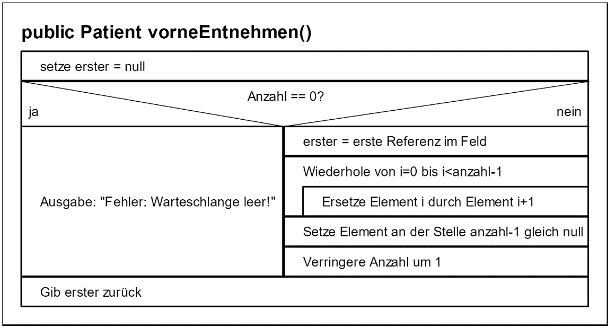 public Patient vorneEntnehmen()
setze erster = null
Anzahl == 0?
ja
nein
erster = erste Referenz im Feld
Wiederhole von i=0 bis i<anzahl-1
Ersetze Element i durch Element i+1
Ausgabe: "Fehler: Warteschlange leer!"
Setze Element an der Stelle anzahl-1 gleich null
Verringere Anzahl um 1
Gib erster zurück